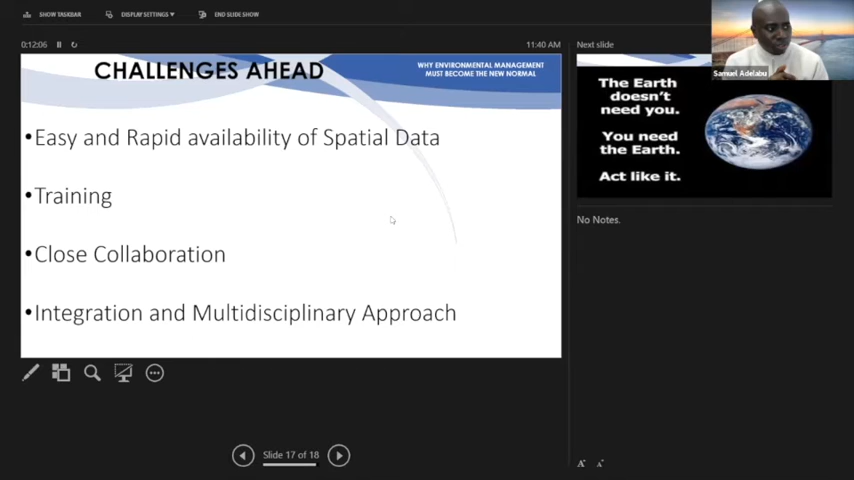 SHOW TASKBAR
DISPLAY SETTINGS
END SLIDE SHOW
0:12:06
11:40 AM
CHALLENGES AHEAD
WHY ENVIRONMENTAL MANAGEMENT
MUST BECOME THE NEW NORMAL
•Easy and Rapid availability of Spatial Data
•Training
•Close Collaboration
•Integration and Multidisciplinary Approach
Slide 17 of 18
Next slide
The Earth
doesn't
need you.
You need
the Earth.
Act like it.
No Notes.
Samuel Adelabu
A
A